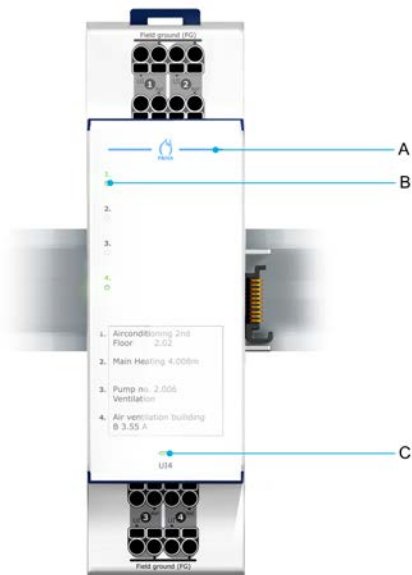 Field ground (FG)
1 2
PRIVA
A
1.
B
2.
3.
4.
1. Airconditioning 2nd
Floor 2.02
2. Main Heating 4.008m
3. Pump no. 2.006
Ventilation
4. Air ventilation building
B 3.55 A
C
UI4
3 4
Field ground (FG)